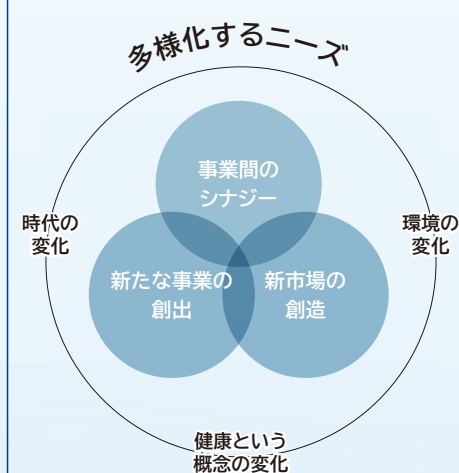 多様化するニーズ
事業間の
シナジー
時代の
変化
環境の
変化
新たな事業の
創出
新市場の
創造
健康という
概念の変化